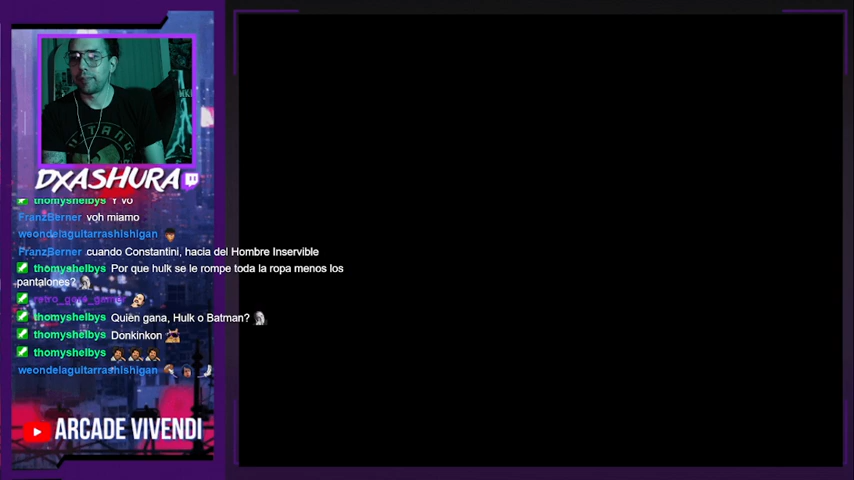 DXASHURA
thomyshelbys Y vo
FranzBerner voh miamo
weondelaguitarrashishigan
FranzBerner cuando Constantini, hacia del Hombre Inservible
thomyshelbys Por que hulk se le rompe toda la ropa menos los
pantalones?
thomyshelbys Quién gana, Hulk o Batman?
thomyshelbys Donkinkon
thomyshelbys
weondelaguitarrashishigan
ARCADE VIVENDI